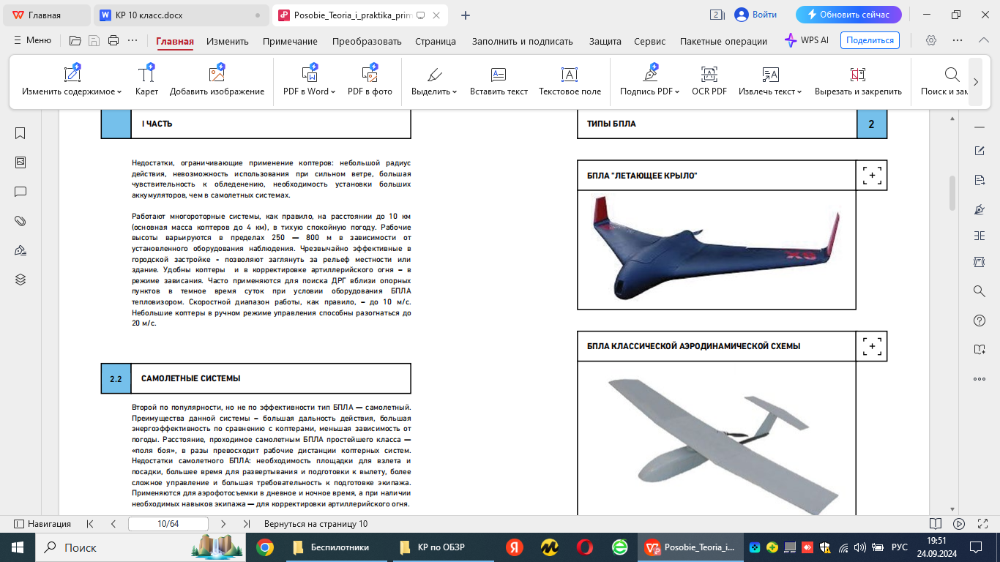 Главная
КР 10 класс.docx
Posobie_Teoria_i_praktika_prim
2
Войти
Обновить сейчас
Меню
Главная Изменить Примечание Преобразовать Страница Заполнить и подписать Защита Сервис Пакетные операции WPS AI Поделиться
Изменить содержимое Карет Добавить изображение PDF в Word PDF в фото Выделить Вставить текст Текстовое поле Подпись PDF OCR PDF Извлечь текст Вырезать и закрепить Поиск и зам
I ЧАСТЬ
Недостатки, ограничивающие применение коптеров: небольшой радиус
действия, невозможность использования при сильном ветре, большая
чувствительность к обледенению, необходимость установки больших
аккумуляторов, чем в самолетных системах.
Работают многороторные системы, как правило, на расстоянии до 10 км
(основная масса коптеров до 4 км), в тихую спокойную погоду. Рабочие
высоты варьируются в пределах 250 — 800 м в зависимости от
установленного оборудования наблюдения. Чрезвычайно эффективные в
городской застройке - позволяют заглянуть за рельеф местности или
здание. Удобны коптеры и в корректировке артиллерийского огня – в
режиме зависания. Часто применяются для поиска ДРГ вблизи опорных
пунктов в темное время суток при условии оборудования БПЛА
тепловизором. Скоростной диапазон работы, как правило, – до 10 м/с.
Небольшие коптеры в ручном режиме управления способны разогнаться до
20 м/с.
2.2 САМОЛЕТНЫЕ СИСТЕМЫ
Второй по популярности, но не по эффективности тип БПЛА — самолетный.
Преимущества данной системы – большая дальность действия, большая
энергоэффективность по сравнению с коптерами, меньшая зависимость от
погоды. Расстояние, проходимое самолетным БПЛА простейшего класса —
«поля боя», в разы превосходит рабочие дистанции коптерных систем.
Недостатки самолетного БПЛА: необходимость площадки для взлета и
посадки, большее время для развертывания и подготовки к вылету, более
сложное управление и большая требовательность к подготовке экипажа.
Применяются для аэрофотосъемки в дневное и ночное время, а при наличии
необходимых навыков экипажа — для корректировки артиллерийского огня.
ТИПЫ БПЛА 2
БПЛА "ЛЕТАЮЩЕЕ КРЫЛО"
X9
БПЛА КЛАССИЧЕСКОЙ АЭРОДИНАМИЧЕСКОЙ СХЕМЫ
Навигация 10/64 Вернуться на страницу 10
Поиск
Беспилотники
КР по ОБЗР
Posobie_Teoria_i...
РУС
19:51
24.09.2024